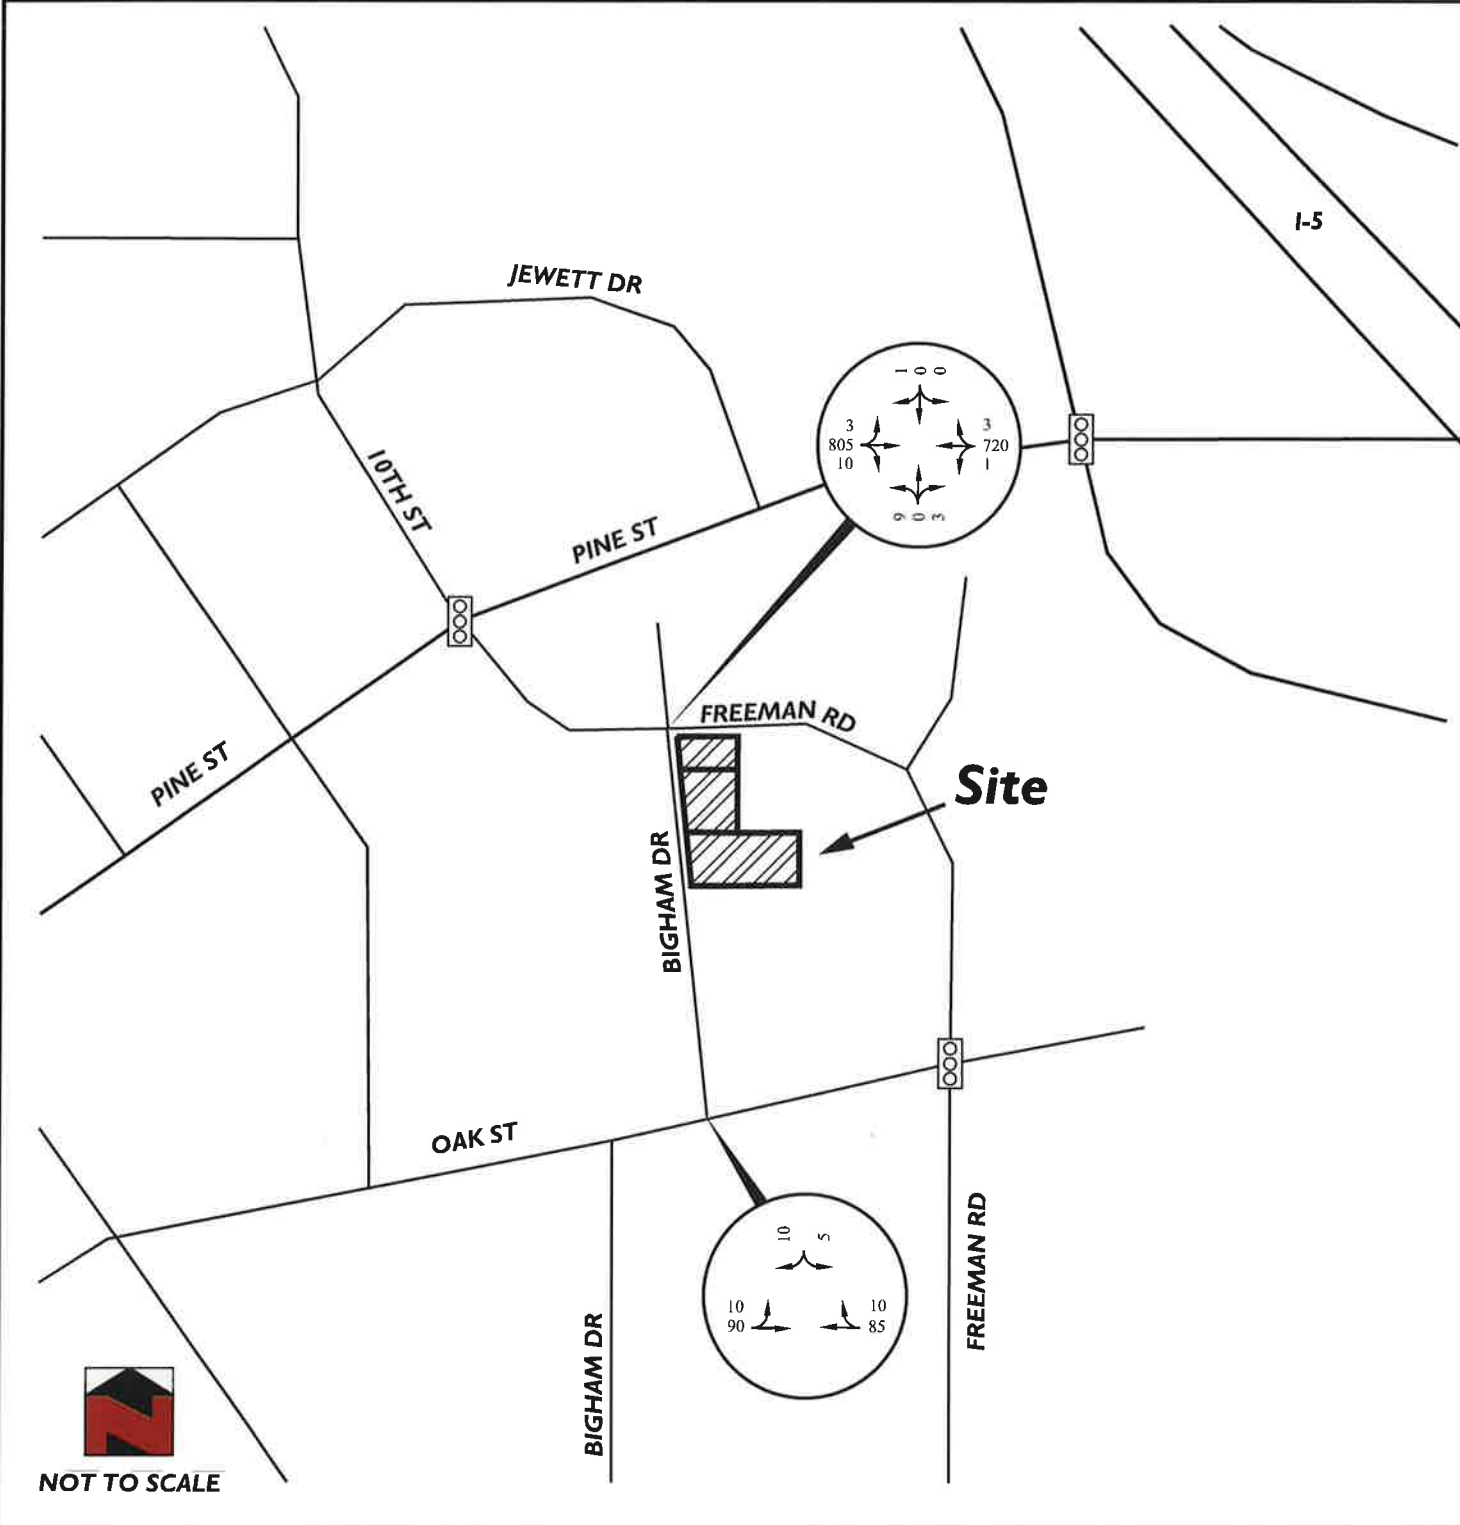 I-5
JEWETT DR
1 0 0
3
805
10
3
720
1
9 0 3
10TH ST
PINE ST
FREEMAN RD
PINE ST
Site
BIGHAM DR
OAK ST
10 5
10
90
10
85
FREEMAN RD
BIGHAM DR
N
NOT TO SCALE